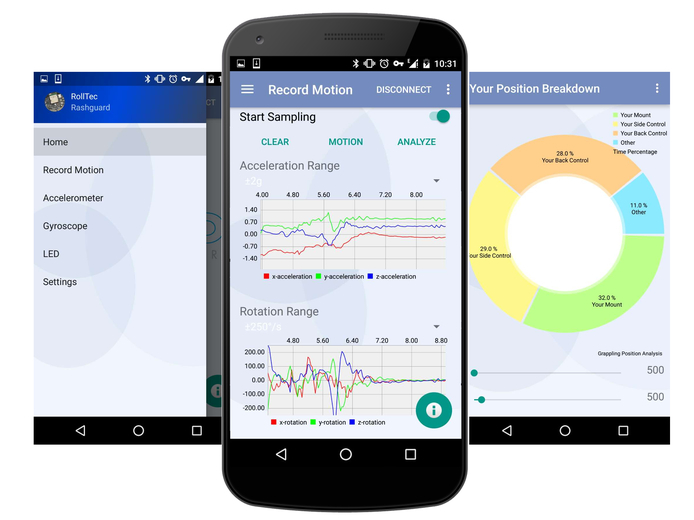 RollTec
Rashguard
Home
Record Motion
Accelerometer
Gyroscope
LED
Settings
10:31
Record Motion
DISCONNECT
Start Sampling
CLEAR MOTION ANALYZE
Acceleration Range
±2g
4.00 4.80 5.60 6.40 7.20 8.00
1.40
0.70
0.00
-0.70
-1.40
x-acceleration y-acceleration z-acceleration
Rotation Range
±250°/s
4.80 5.60 6.40 7.20 8.00 8.80
200.00
100.00
0.00
-100.00
-200.00
x-rotation y-rotation z-rotation
Your Position Breakdown
Your Mount
Your Side Control
Your Back Control
Other
Time Percentage
28.0 %
Your Back Control
11.0 %
Other
29.0 %
our Side Control
32.0 %
Your Mount
Grappling Position Analysis
500
500